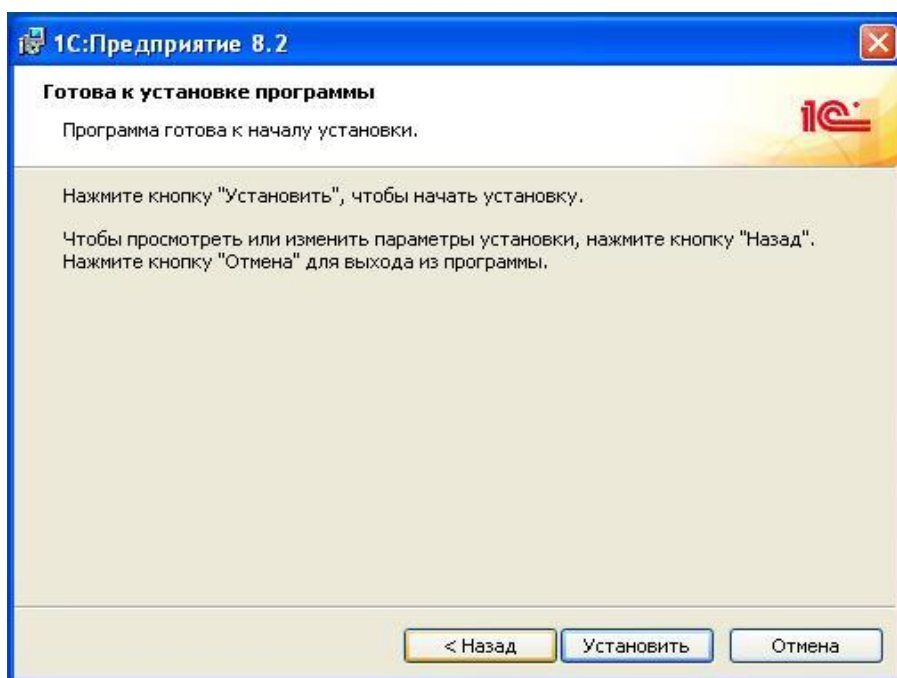 1С:Предприятие 8.2
Готова к установке программы
Программа готова к началу установки.
1С
Нажмите кнопку "Установить", чтобы начать установку.
Чтобы просмотреть или изменить параметры установки, нажмите кнопку "Назад".
Нажмите кнопку "Отмена" для выхода из программы.
< Назад
Установить
Отмена